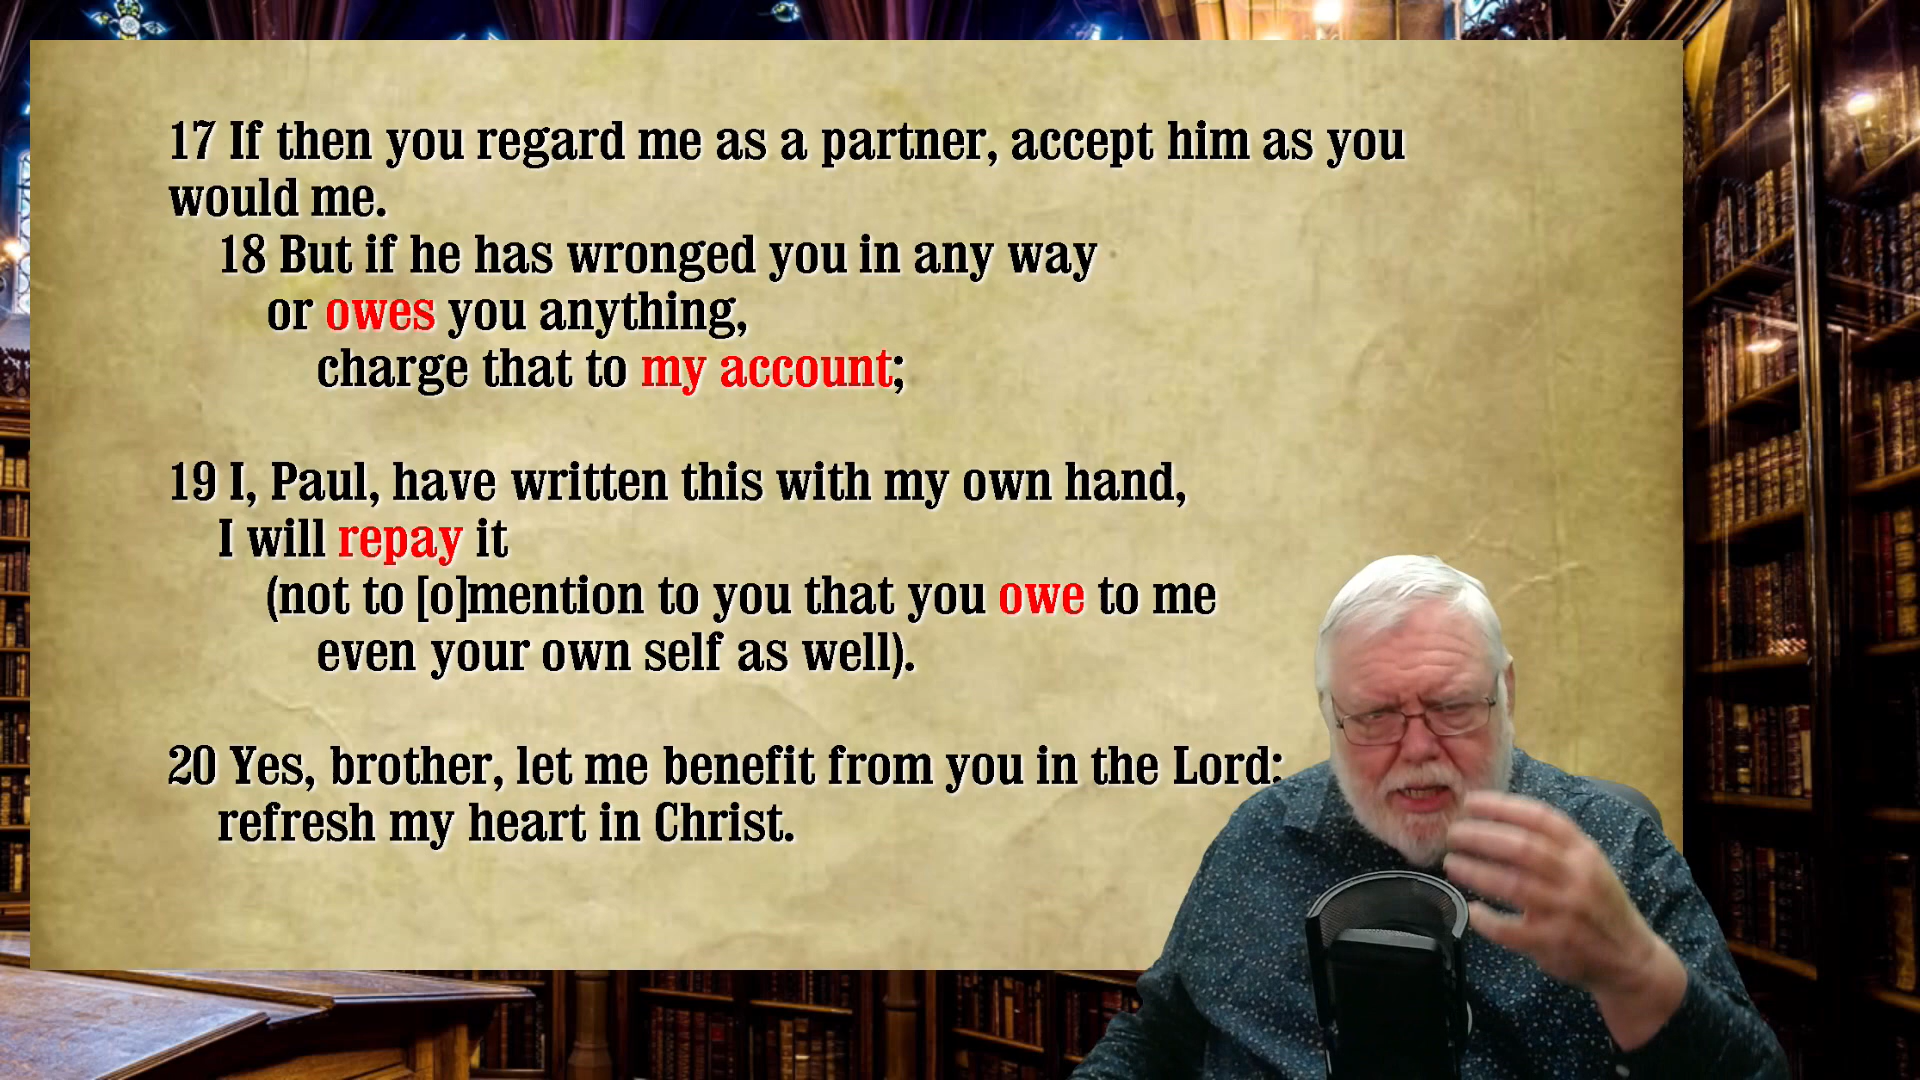 17 If then you regard me as a partner, accept him as you
would me.
18 But if he has wronged you in any way
or owes you anything,
charge that to my account;
19 I, Paul, have written this with my own hand,
I will repay it
(not to [o]mention to you that you owe to me
even your own self as well).
20 Yes, brother, let me benefit from you in the Lord:
refresh my heart in Christ.